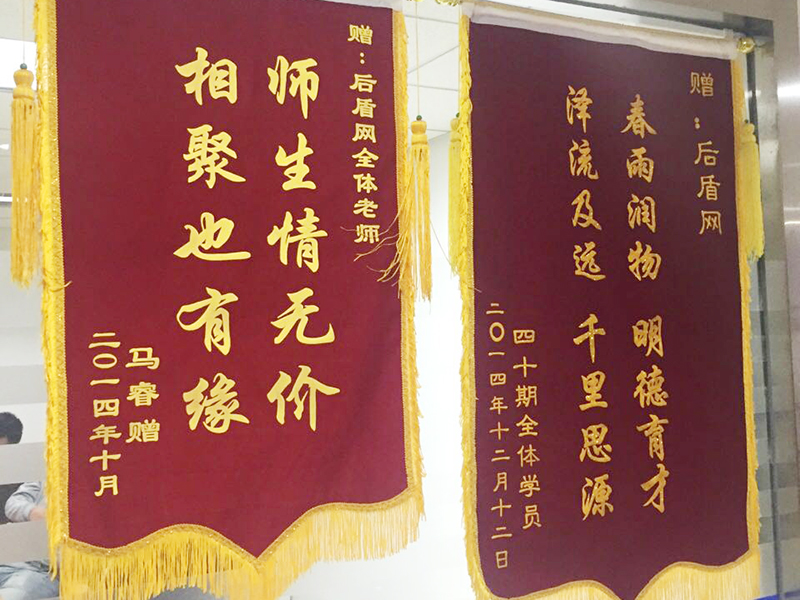 赠：后盾网全体老师
师生情无价
相聚也有缘
马睿赠
二〇一四年十月
赠：后盾网
春雨润物 明德育才
泽流及远 千里思源
四十期全体学员
二〇一四年十二月十二日